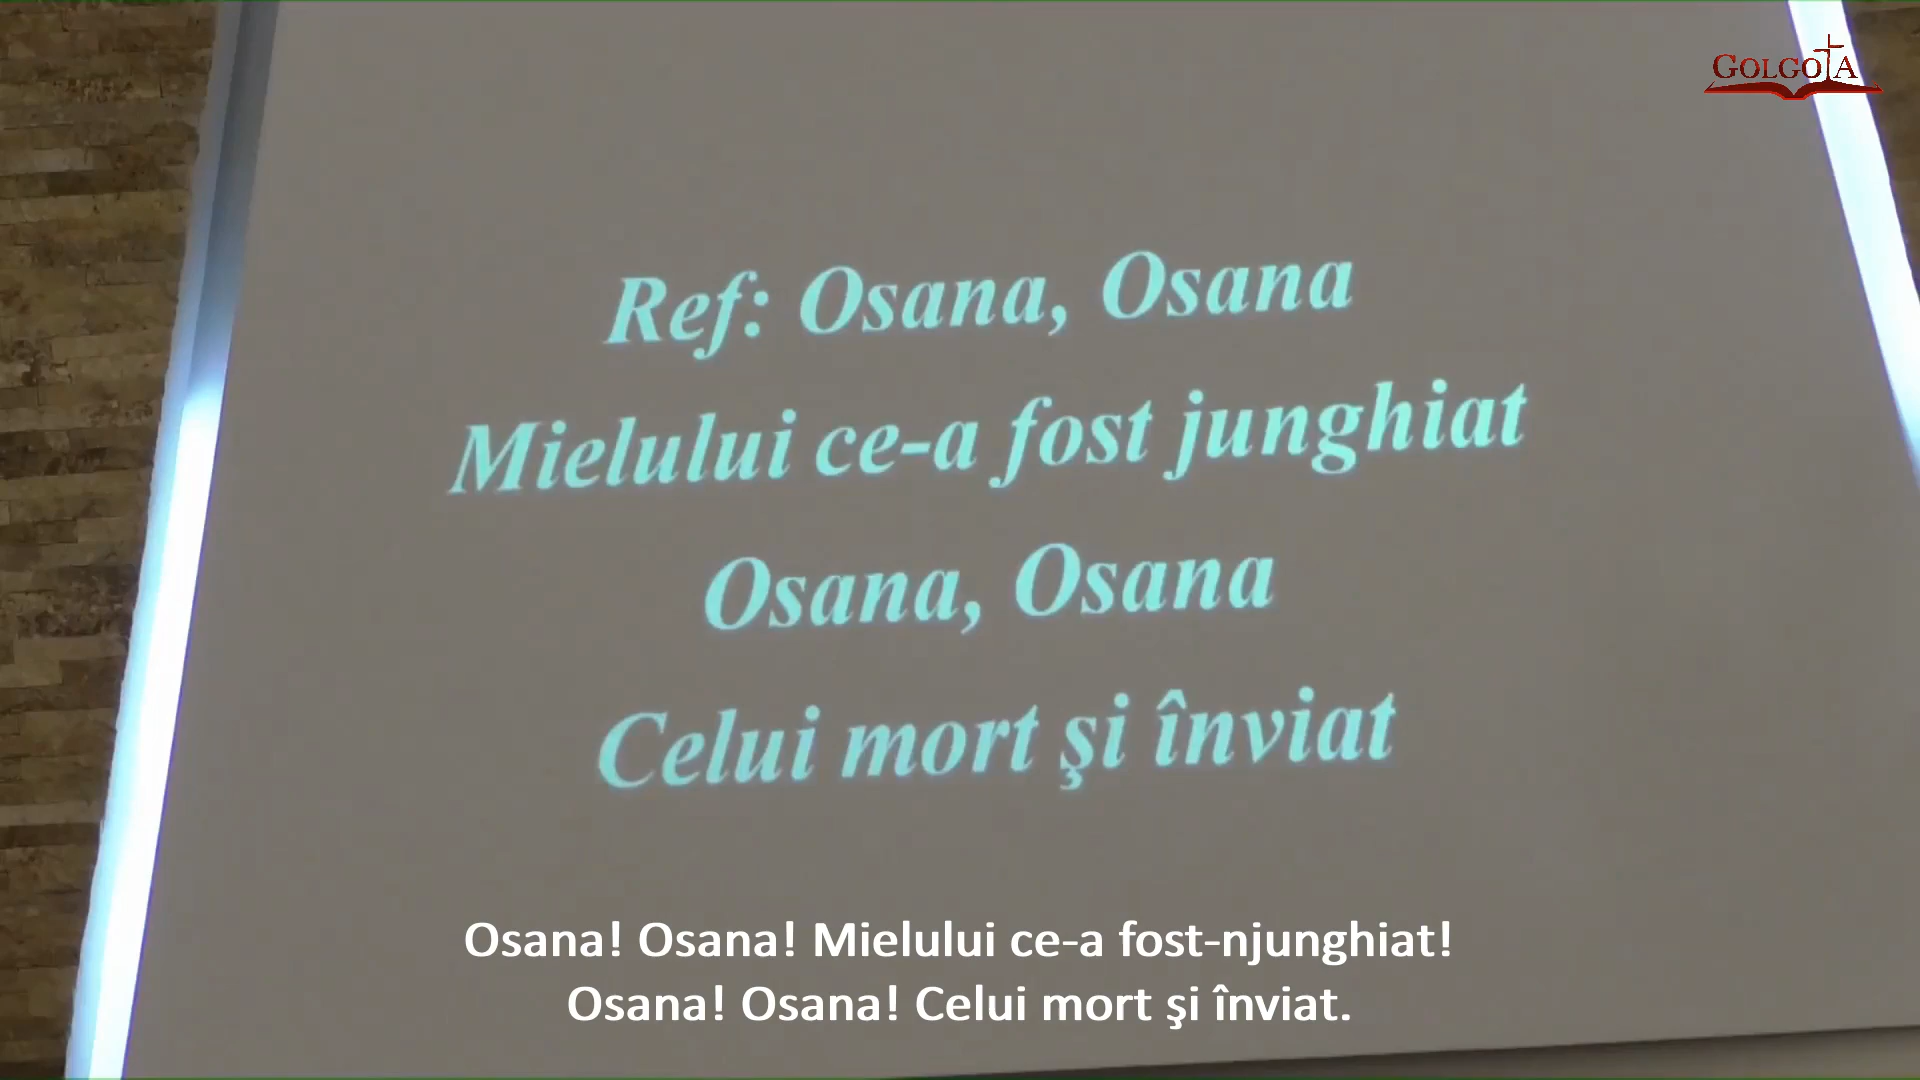 GOLGOTA
Ref: Osana, Osana
Mielului ce-a fost junghiat
Osana, Osana
Celui mort şi înviat
Osana! Osana! Mielului ce-a fost-njunghiat!
Osana! Osana! Celui mort şi înviat.